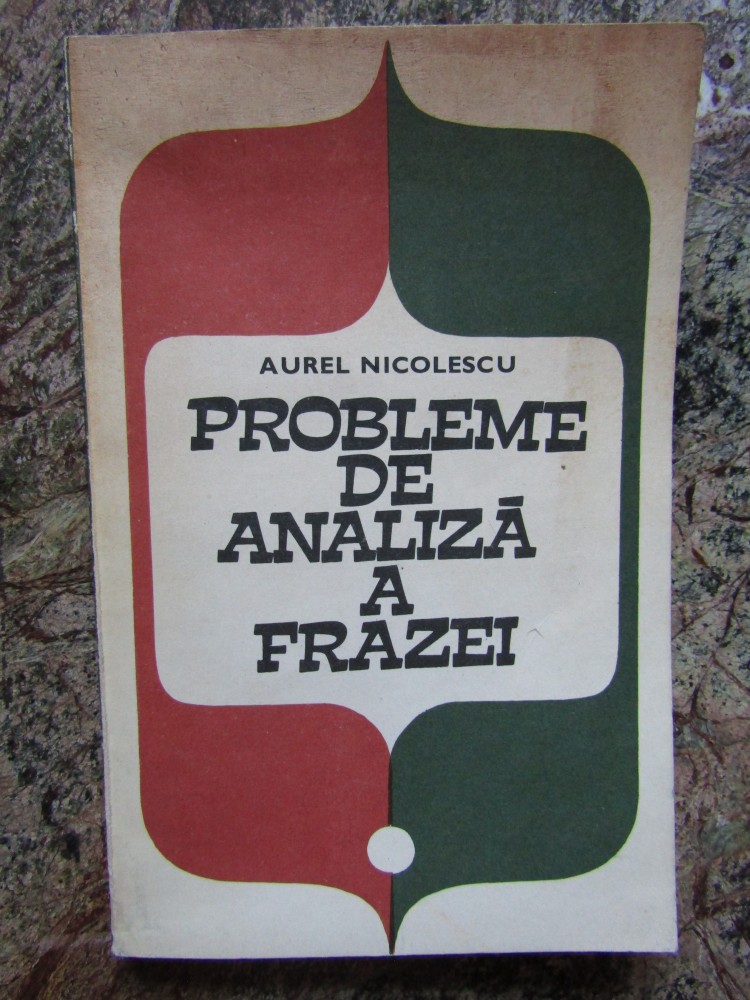 AUREL NICOLESCU
PROBLEME
DE
ANALIZĂ
A
FRAZEI